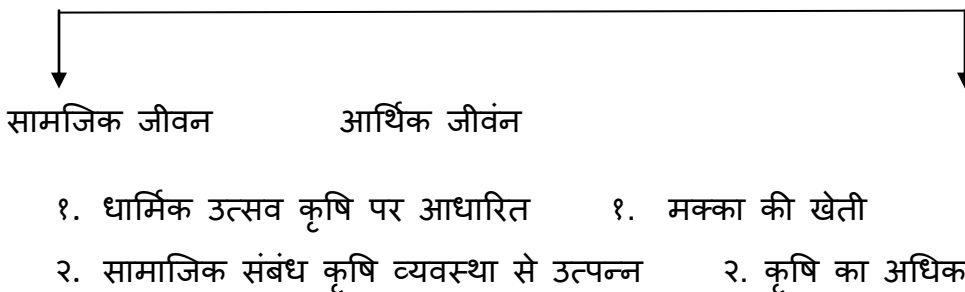 सामजिक जीवन आर्थिक जीवंन
१. धार्मिक उत्सव कृषि पर आधारित १. मक्का की खेती
२. सामाजिक संबंध कृषि व्यवस्था से उत्पन्न २. कृषि का अधिक